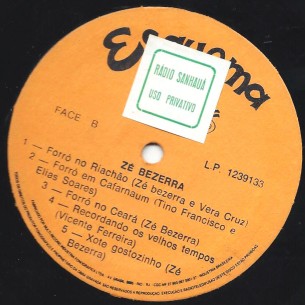 Esquema
RÁDIO SANHAUÁ
USO PRIVATIVO
FACE B
L.P. 1239133
ZÉ BEZERRA
1 — Forró no Riachão (Zé bezerra e Vera Cruz)
2 — Forró em Cafarnaum (Tino Francisco e
Elias Soares)
3 — Forró no Ceará (Zé Bezerra)
4 — Recordando os velhos tempos
(Vicente Ferreira)
5 — Xote gostozinho (Zé
Bezerra)